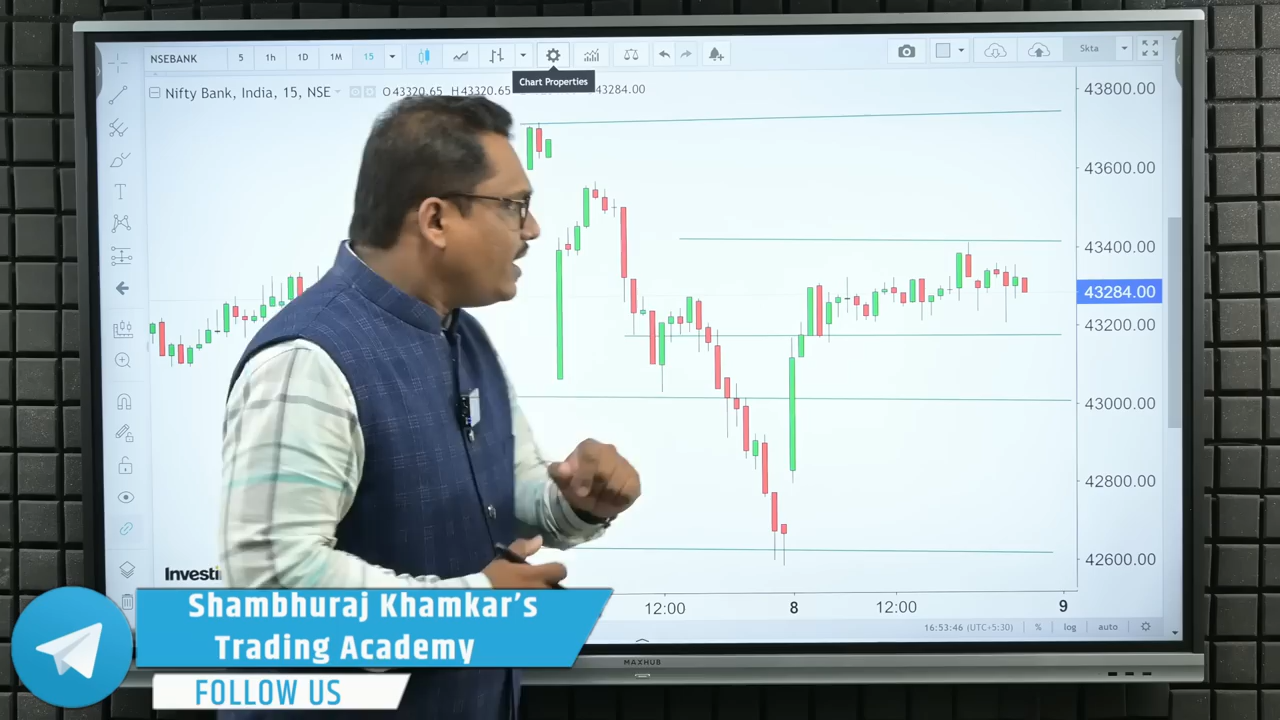 NSEBANK 5 1h 1D 1M 15
Skta
Chart Properties
Nifty Bank, India, 15, NSE O43320.65 H43320.65 43284.00
43800.00
43600.00
43400.00
43284.00
43200.00
43000.00
42800.00
42600.00
Investi
12:00 8 12:00 9
16:53:46 (UTC+5:30) % log auto
MAXHUB
Shambhuraj Khamkar's
Trading Academy
FOLLOW US